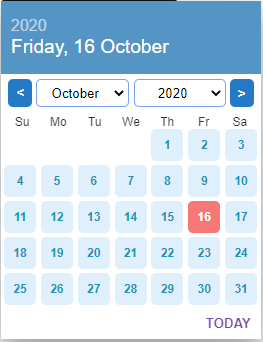 2020
Friday, 16 October
< October 2020 >
Su Mo Tu We Th Fr Sa
1 2 3
4 5 6 7 8 9 10
11 12 13 14 15 16 17
18 19 20 21 22 23 24
25 26 27 28 29 30 31
TODAY